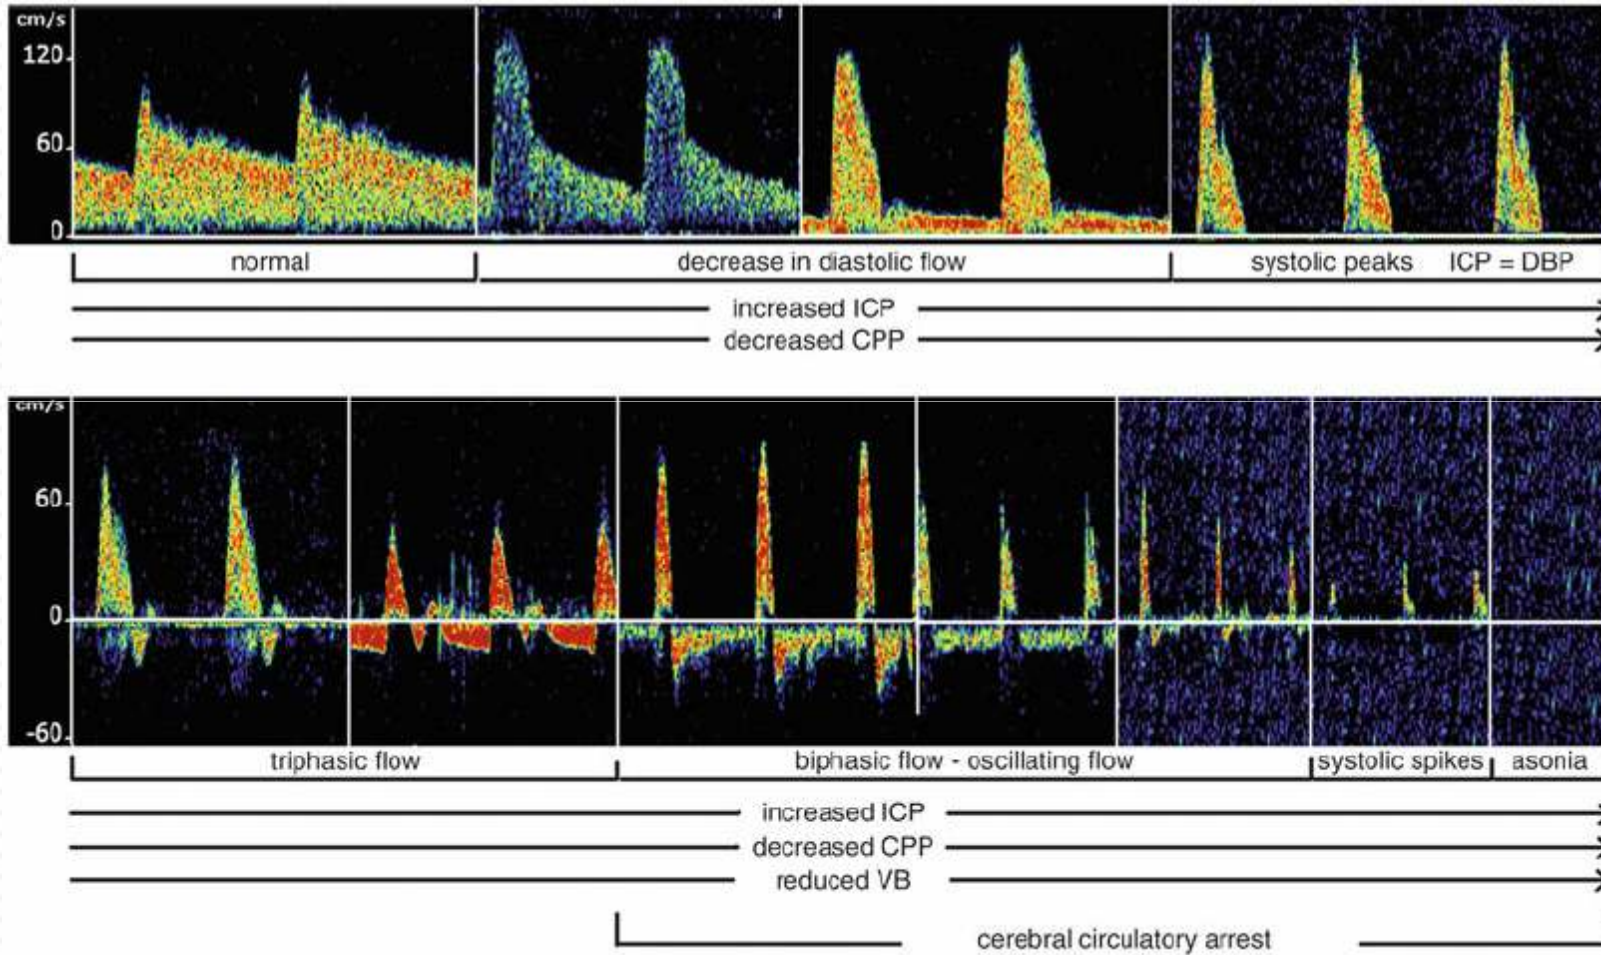 cm/s
120
60
0
normal decrease in diastolic flow systolic peaks ICP = DBP
increased ICP
decreased CPP
cm/s
60
0
-60
triphasic flow biphasic flow - oscillating flow systolic spikes asonia
increased ICP
decreased CPP
reduced VB
cerebral circulatory arrest